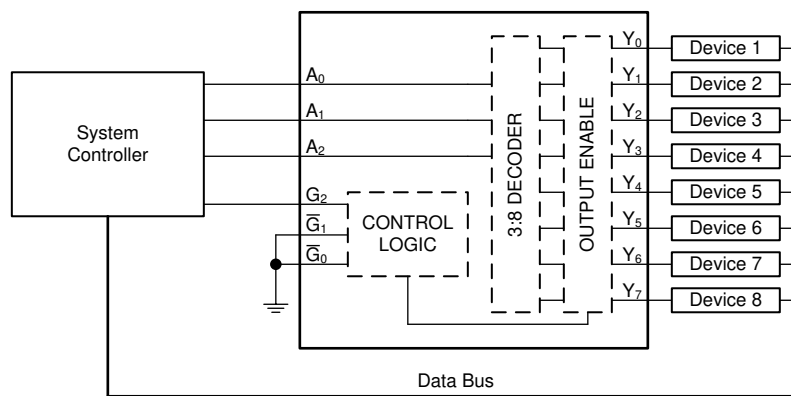 System
Controller
A0
A1
A2
G2
G̅1
G̅0
CONTROL
LOGIC
3:8 DECODER
OUTPUT ENABLE
Y0
Y1
Y2
Y3
Y4
Y5
Y6
Y7
Device 1
Device 2
Device 3
Device 4
Device 5
Device 6
Device 7
Device 8
Data Bus